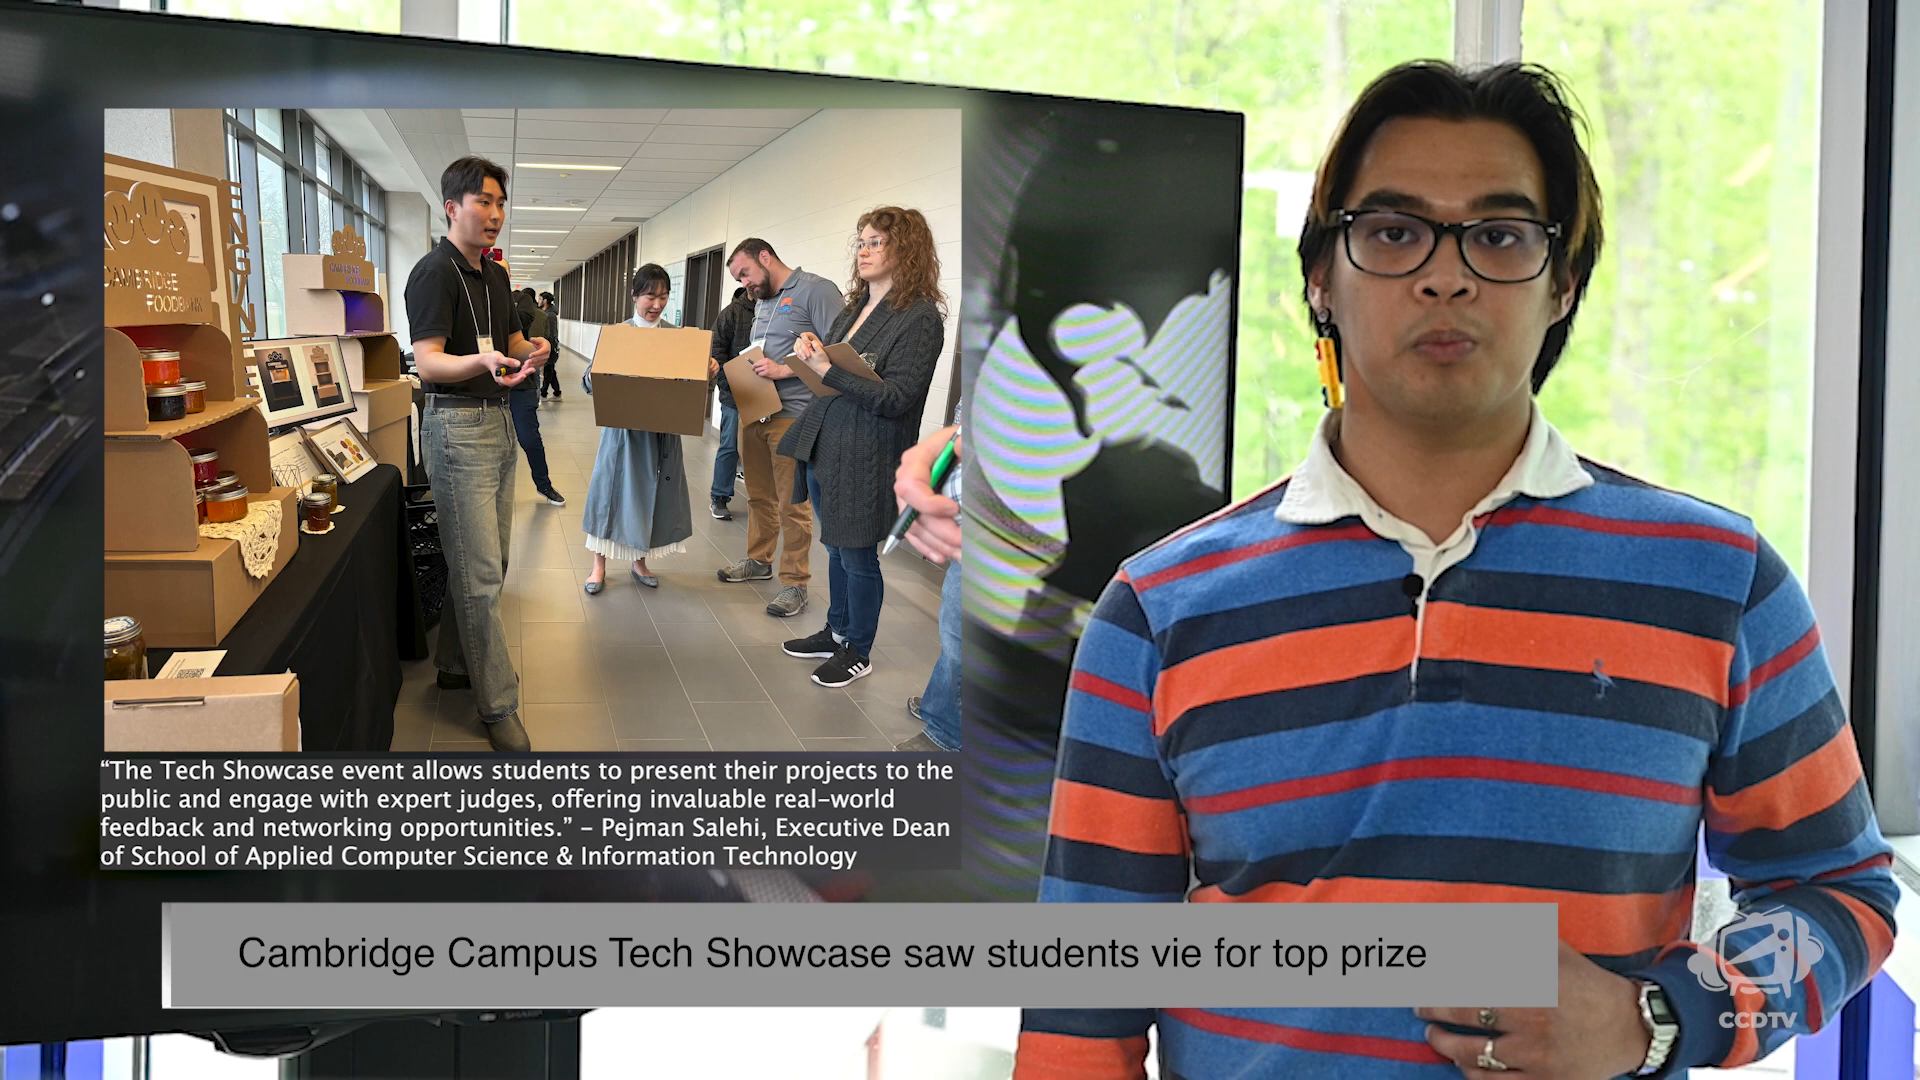 CAMBRIDGE
FOODBANK
“The Tech Showcase event allows students to present their projects to the
public and engage with expert judges, offering invaluable real-world
feedback and networking opportunities.” – Pejman Salehi, Executive Dean
of School of Applied Computer Science & Information Technology
Cambridge Campus Tech Showcase saw students vie for top prize
CCDTV
SHARP